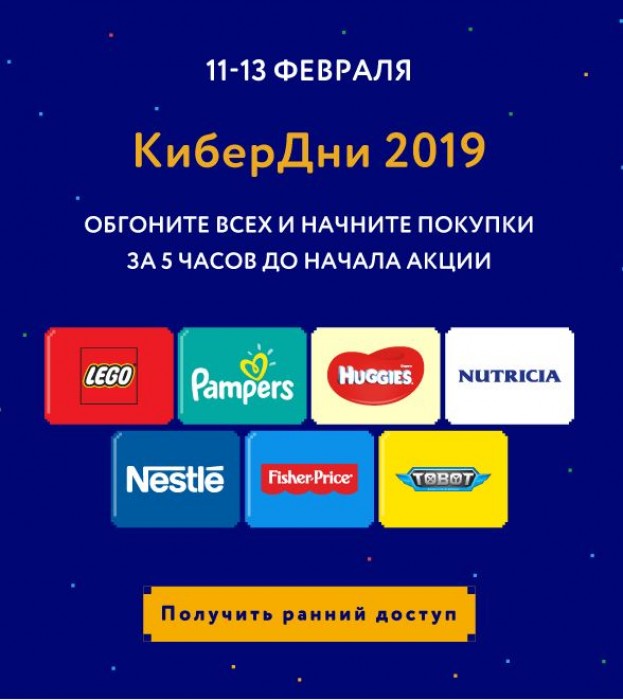 11-13 ФЕВРАЛЯ
КиберДни 2019
ОБГОНИТЕ ВСЕХ И НАЧНИТЕ ПОКУПКИ
ЗА 5 ЧАСОВ ДО НАЧАЛА АКЦИИ
LEGO Pampers HUGGIES NUTRICIA
Nestlé Fisher-Price TOBOT
Получить ранний доступ